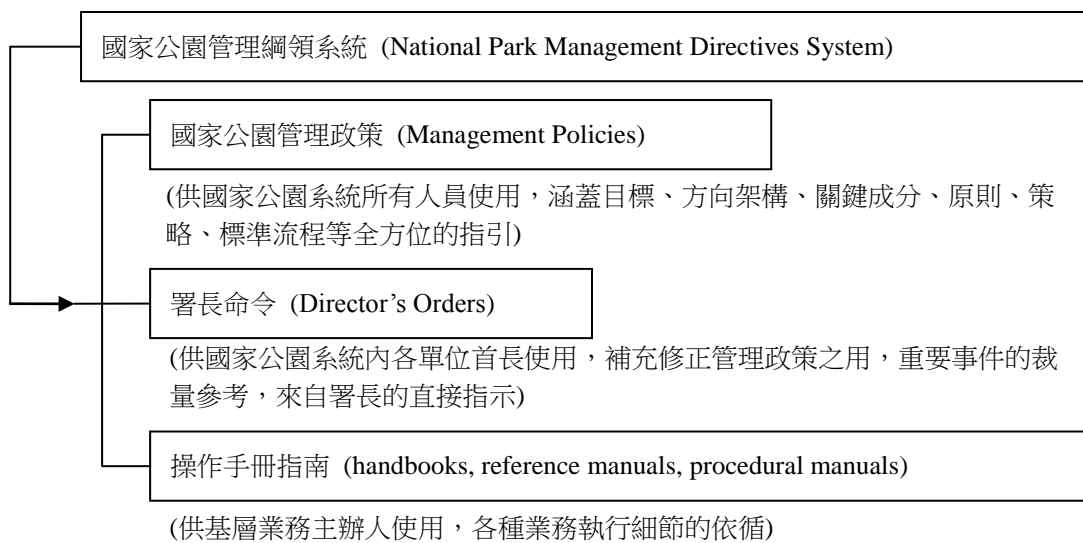 國家公園管理綱領系統 (National Park Management Directives System)
國家公園管理政策 (Management Policies)
(供國家公園系統所有人員使用，涵蓋目標、方向架構、關鍵成分、原則、策
略、標準流程等全方位的指引)
署長命令 (Director’s Orders)
(供國家公園系統內各單位首長使用，補充修正管理政策之用，重要事件的裁
量參考，來自署長的直接指示)
操作手冊指南 (handbooks, reference manuals, procedural manuals)
(供基層業務主辦人使用，各種業務執行細節的依循)